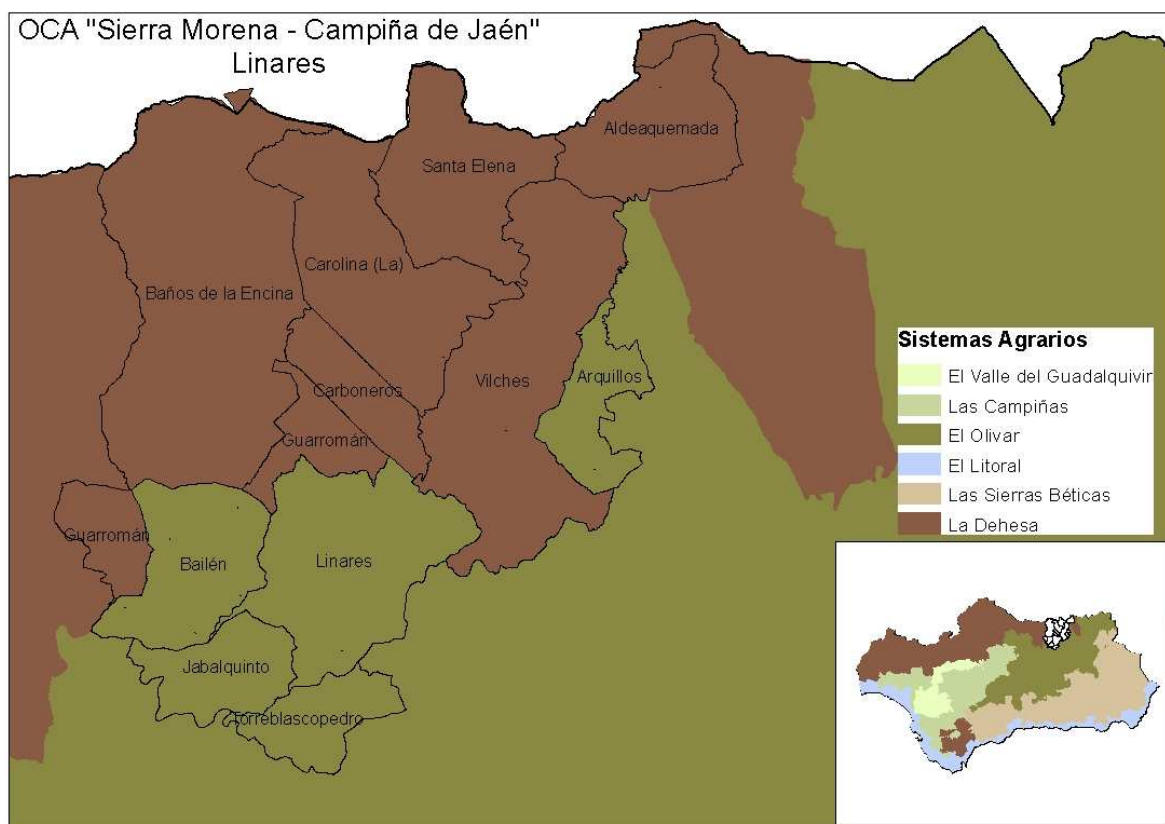 OCA "Sierra Morena - Campiña de Jaén"
Linares
Aldeaquemada
Santa Elena
Carolina (La)
Baños de la Encina
Carboneros
Vilches
Arquillos
Guarromán
Guarromán
Bailén
Linares
Jabalquinto
Torreblascopedro
Sistemas Agrarios
El Valle del Guadalquivir
Las Campiñas
El Olivar
El Litoral
Las Sierras Béticas
La Dehesa